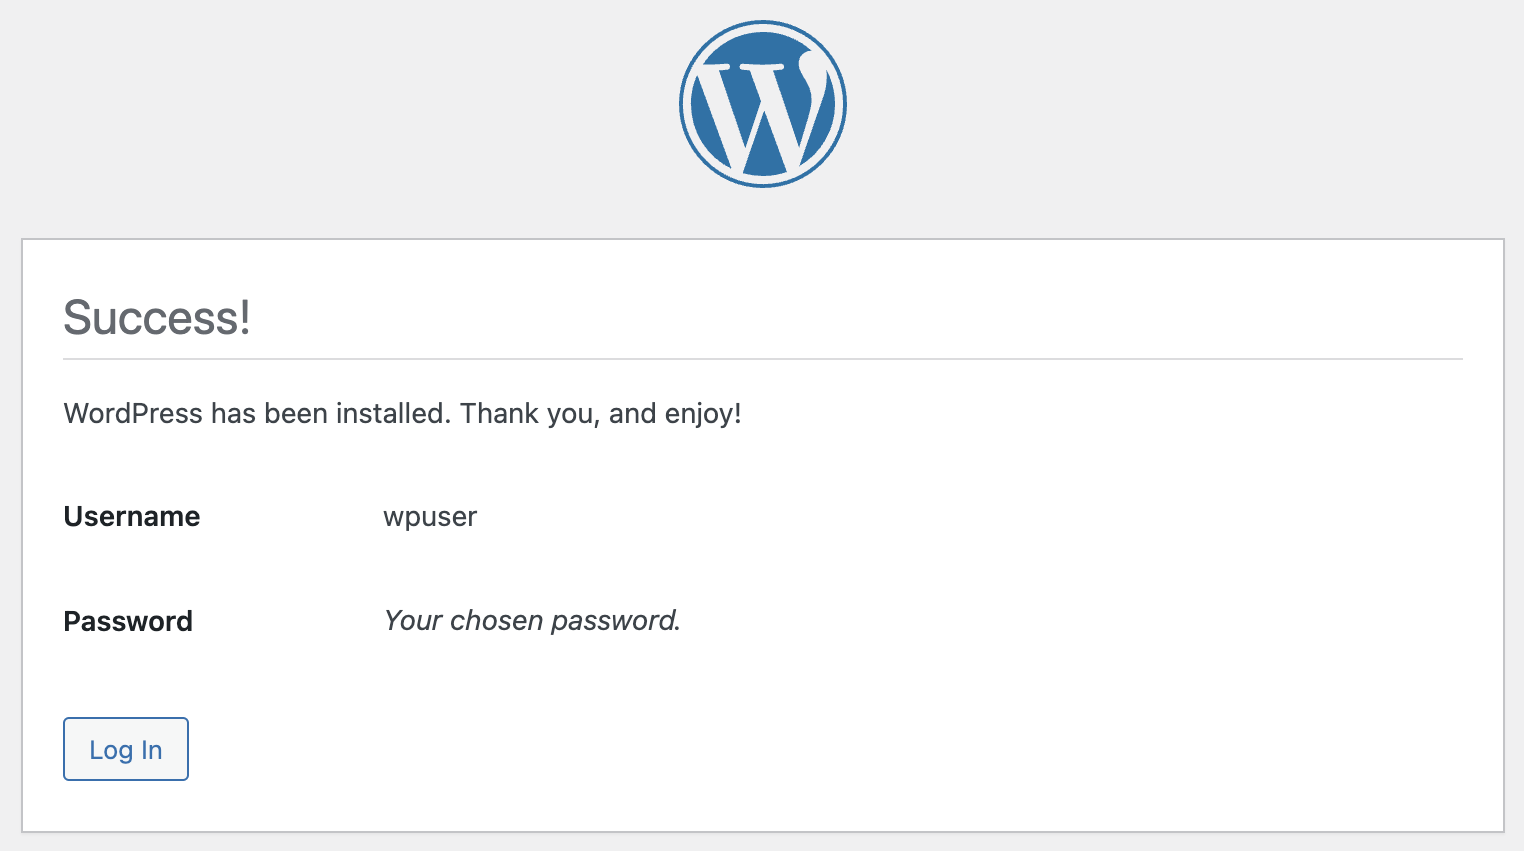 Success!
WordPress has been installed. Thank you, and enjoy!
Username wpuser
Password Your chosen password.
Log In